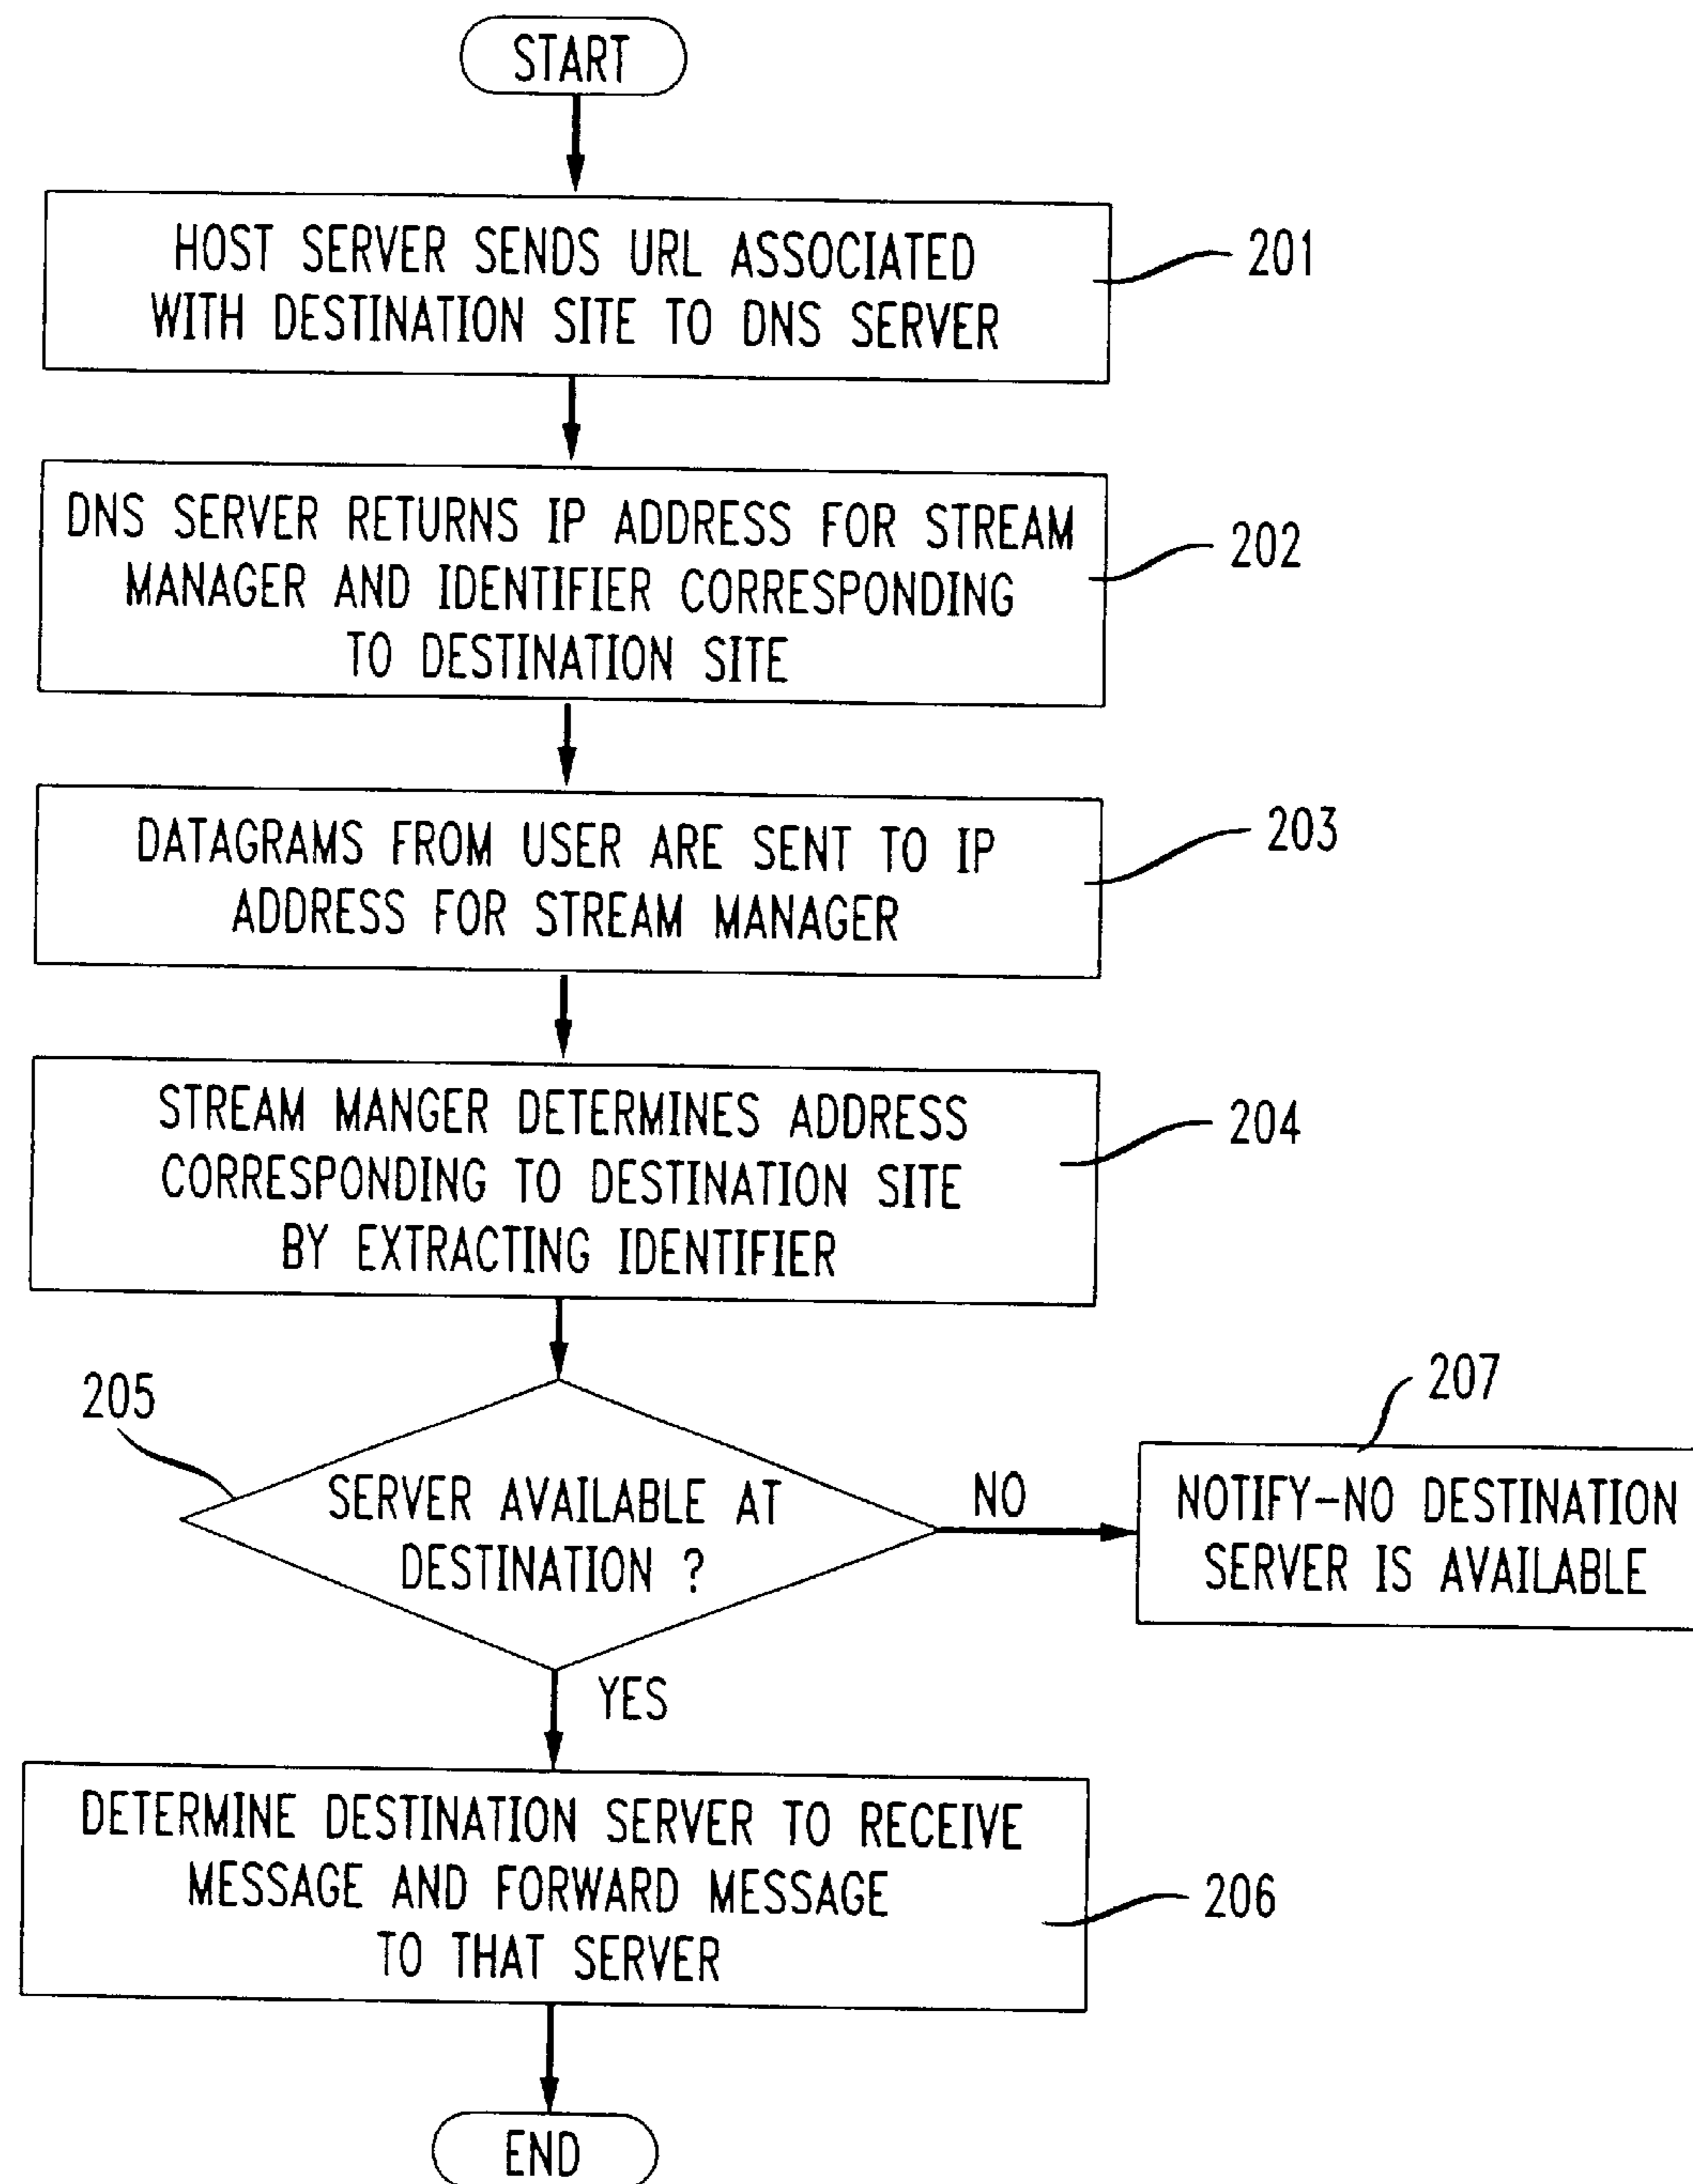 START
HOST SERVER SENDS URL ASSOCIATED
WITH DESTINATION SITE TO DNS SERVER
201
DNS SERVER RETURNS IP ADDRESS FOR STREAM
MANAGER AND IDENTIFIER CORRESPONDING
TO DESTINATION SITE
202
DATAGRAMS FROM USER ARE SENT TO IP
ADDRESS FOR STREAM MANAGER
203
STREAM MANGER DETERMINES ADDRESS
CORRESPONDING TO DESTINATION SITE
BY EXTRACTING IDENTIFIER
204
205
SERVER AVAILABLE AT
DESTINATION ?
NO
207
NOTIFY-NO DESTINATION
SERVER IS AVAILABLE
YES
DETERMINE DESTINATION SERVER TO RECEIVE
MESSAGE AND FORWARD MESSAGE
TO THAT SERVER
206
END